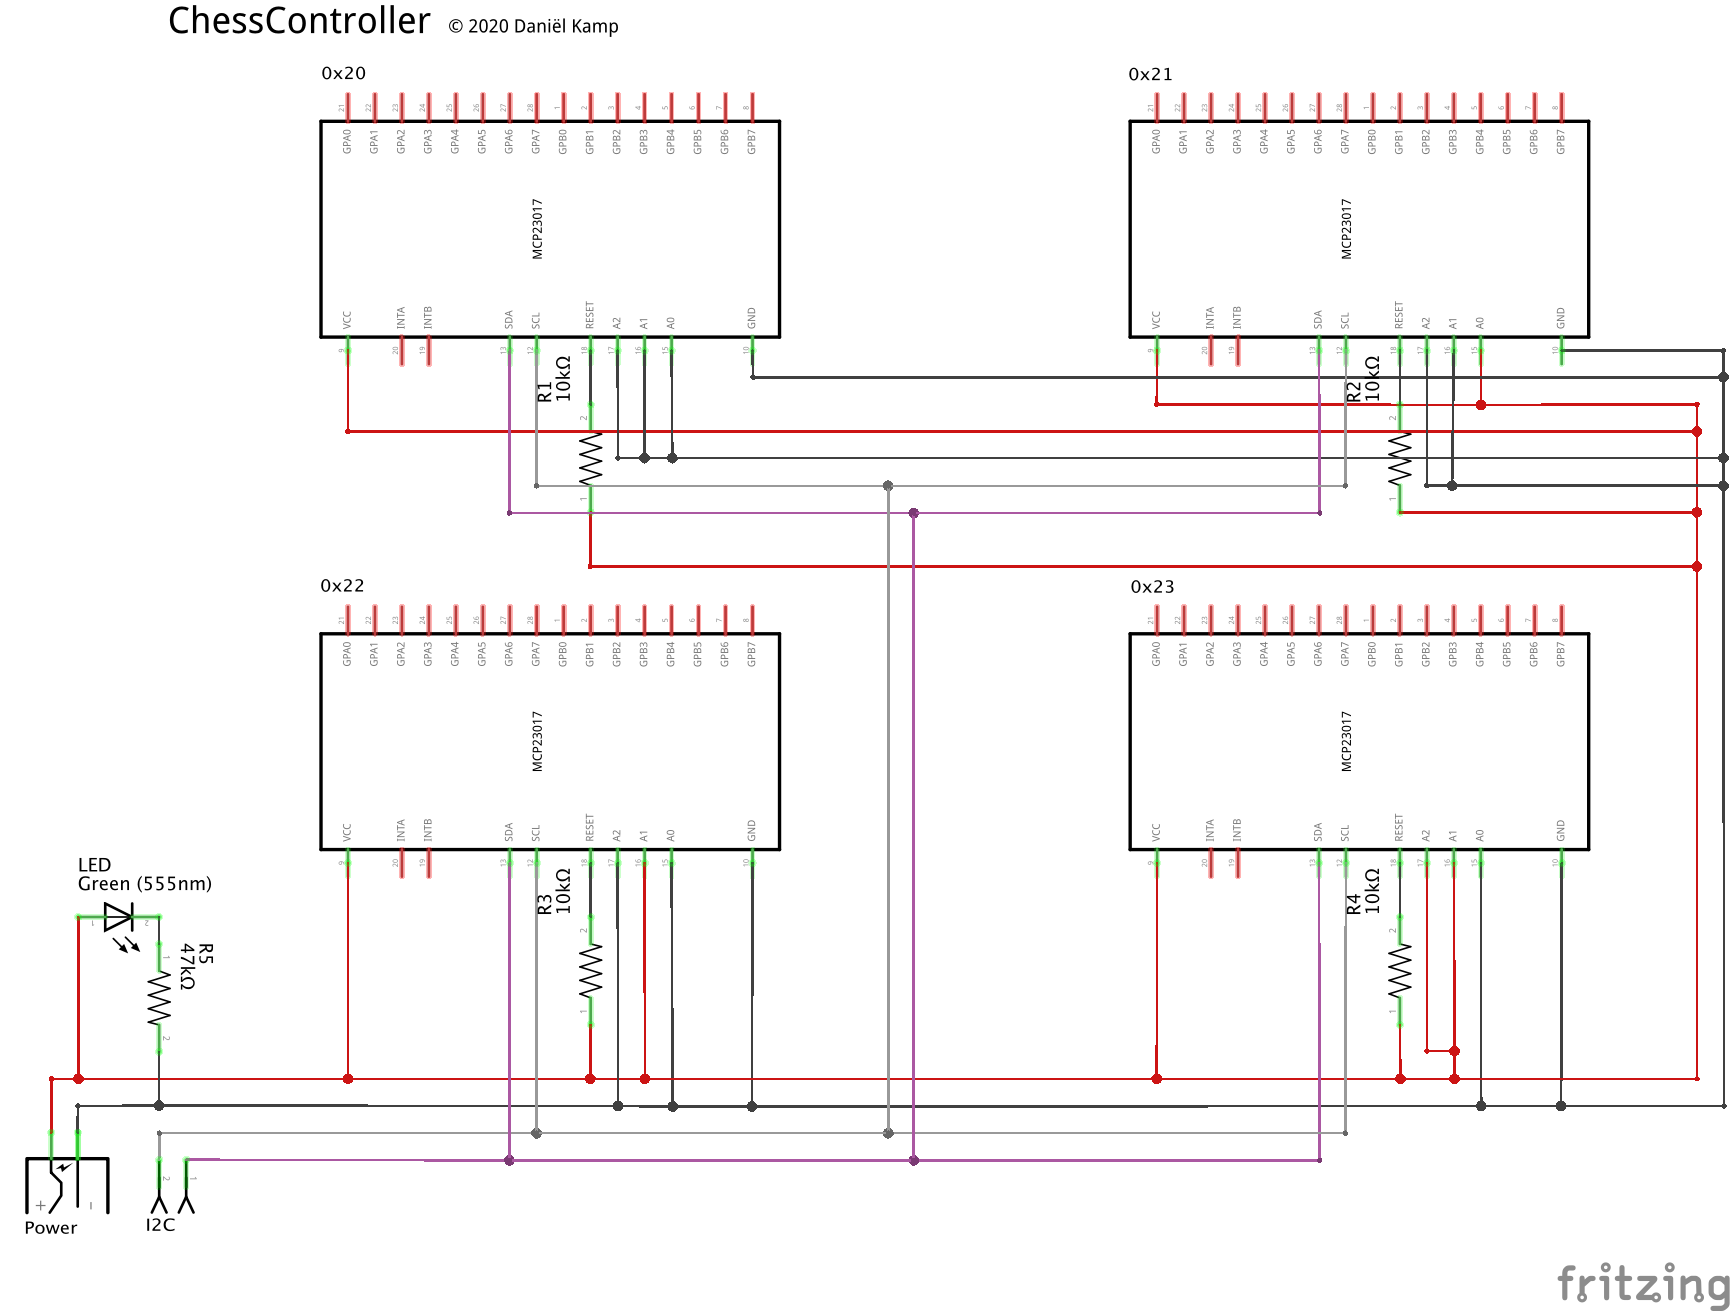 ChessController © 2020 Daniël Kamp
0x20
21 22 23 24 25 26 27 28 1 2 3 4 5 6 7 8
GPA0 GPA1 GPA2 GPA3 GPA4 GPA5 GPA6 GPA7 GPB0 GPB1 GPB2 GPB3 GPB4 GPB5 GPB6 GPB7
MCP23017
VCC INTA INTB SDA SCL RESET A2 A1 A0 GND
9 20 19 13 12 18 17 16 15 10
R1
10kΩ
2
1
0x21
21 22 23 24 25 26 27 28 1 2 3 4 5 6 7 8
GPA0 GPA1 GPA2 GPA3 GPA4 GPA5 GPA6 GPA7 GPB0 GPB1 GPB2 GPB3 GPB4 GPB5 GPB6 GPB7
MCP23017
VCC INTA INTB SDA SCL RESET A2 A1 A0 GND
9 20 19 13 12 18 17 16 15 10
R2
10kΩ
2
1
0x22
21 22 23 24 25 26 27 28 1 2 3 4 5 6 7 8
GPA0 GPA1 GPA2 GPA3 GPA4 GPA5 GPA6 GPA7 GPB0 GPB1 GPB2 GPB3 GPB4 GPB5 GPB6 GPB7
MCP23017
VCC INTA INTB SDA SCL RESET A2 A1 A0 GND
9 20 19 13 12 18 17 16 15 10
R3
10kΩ
2
1
0x23
21 22 23 24 25 26 27 28 1 2 3 4 5 6 7 8
GPA0 GPA1 GPA2 GPA3 GPA4 GPA5 GPA6 GPA7 GPB0 GPB1 GPB2 GPB3 GPB4 GPB5 GPB6 GPB7
MCP23017
VCC INTA INTB SDA SCL RESET A2 A1 A0 GND
9 20 19 13 12 18 17 16 15 10
R4
10kΩ
2
1
LED
Green (555nm)
1 2
R5
47kΩ
1
2
+ -
Power
2 1
I2C
fritzing